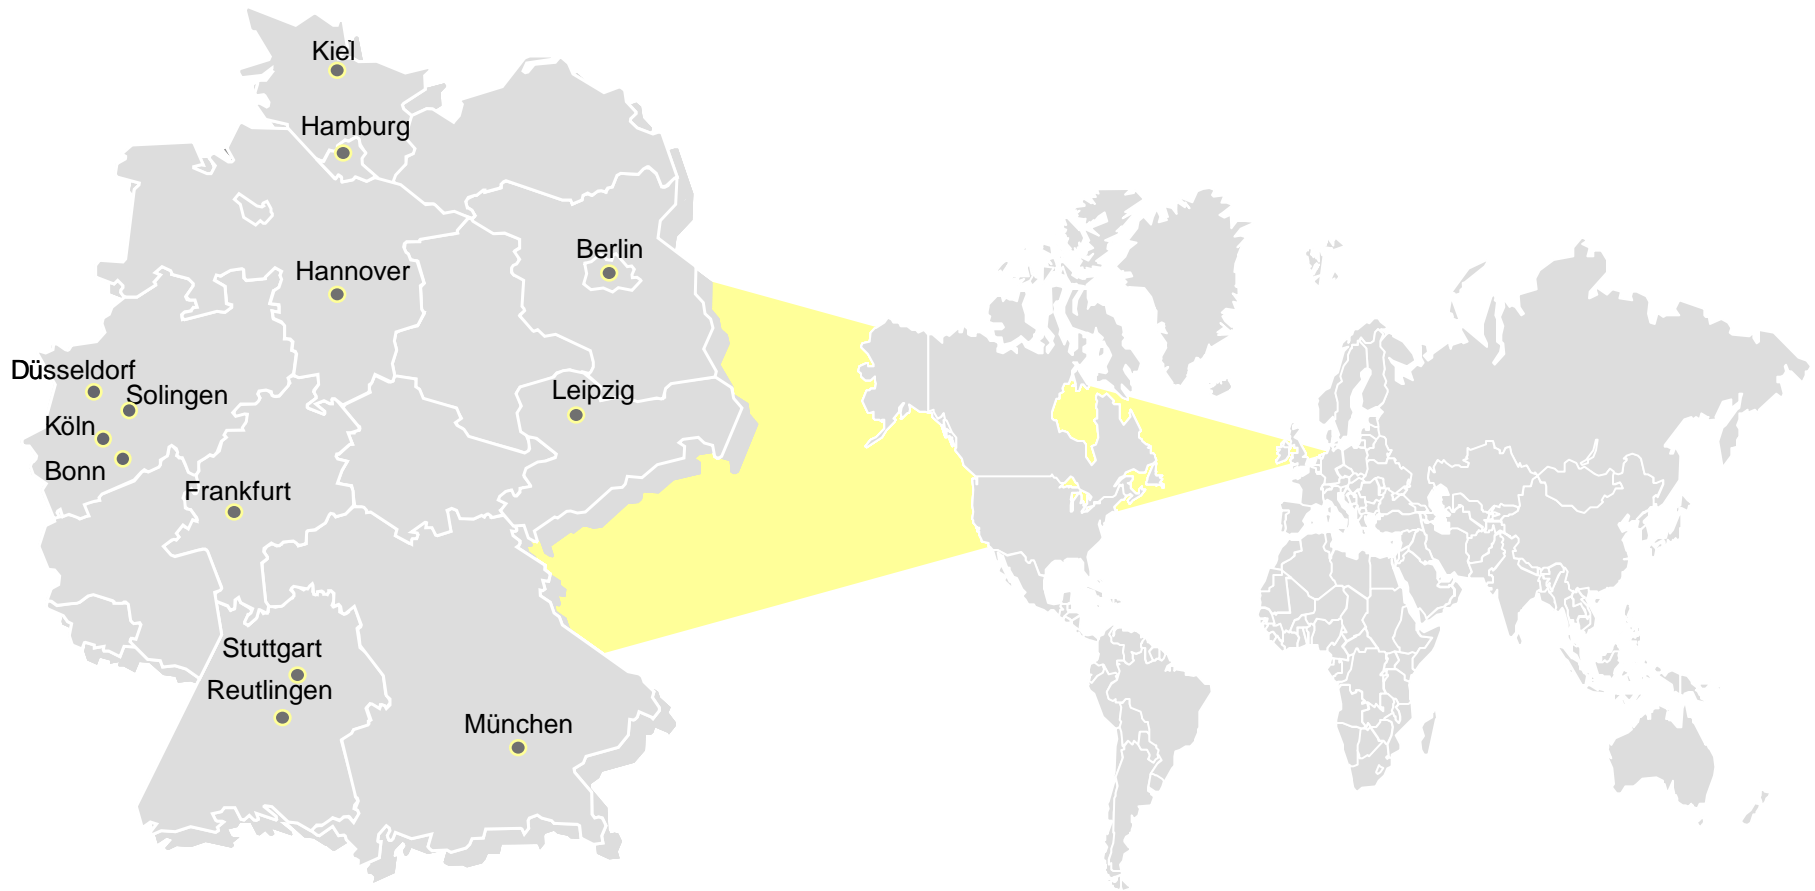 Kiel
Hamburg
Berlin
Hannover
Düsseldorf
Solingen
Leipzig
Köln
Bonn
Frankfurt
Stuttgart
Reutlingen
München